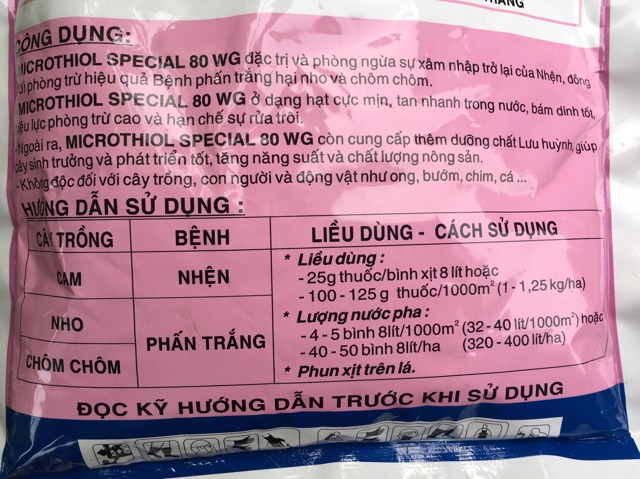 CÔNG DỤNG:
MICROTHIOL SPECIAL 80 WG đặc trị và phòng ngừa sự xâm nhập trở lại của Nhện, đồng
thời phòng trừ hiệu quả Bệnh phấn trắng hại nho và chôm chôm.
- MICROTHIOL SPECIAL 80 WG ở dạng hạt cực mịn, tan nhanh trong nước, bám dính tốt,
hiệu lực phòng trừ cao và hạn chế sự rửa trôi.
- Ngoài ra, MICROTHIOL SPECIAL 80 WG còn cung cấp thêm dưỡng chất Lưu huỳnh giúp
cây sinh trưởng và phát triển tốt, tăng năng suất và chất lượng nông sản.
- Không độc đối với cây trồng, con người và động vật như ong, bướm, chim, cá ...
HƯỚNG DẪN SỬ DỤNG :
CÂY TRỒNG BỆNH LIỀU DÙNG - CÁCH SỬ DỤNG
CAM NHỆN
NHO PHẤN TRẮNG
CHÔM CHÔM
* Liều dùng :
- 25g thuốc/bình xịt 8 lít hoặc
- 100 - 125 g thuốc/1000m² (1 - 1,25 kg/ha)
* Lượng nước pha :
- 4 - 5 bình 8lít/1000m² (32 - 40 lít/1000m²) hoặc
- 40 - 50 bình 8lít/ha (320 - 400 lít/ha)
* Phun xịt trên lá.
ĐỌC KỸ HƯỚNG DẪN TRƯỚC KHI SỬ DỤNG